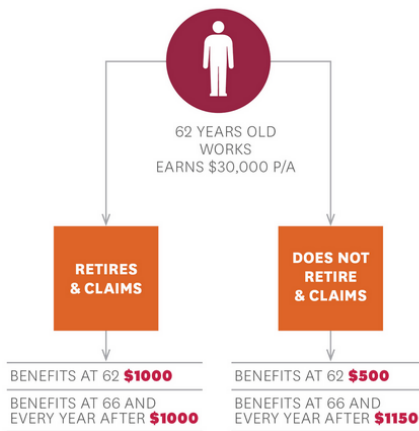 62 YEARS OLD
WORKS
EARNS $30,000 P/A
RETIRES
& CLAIMS
DOES NOT
RETIRE
& CLAIMS
BENEFITS AT 62 $1000
BENEFITS AT 66 AND
EVERY YEAR AFTER $1000
BENEFITS AT 62 $500
BENEFITS AT 66 AND
EVERY YEAR AFTER $1150